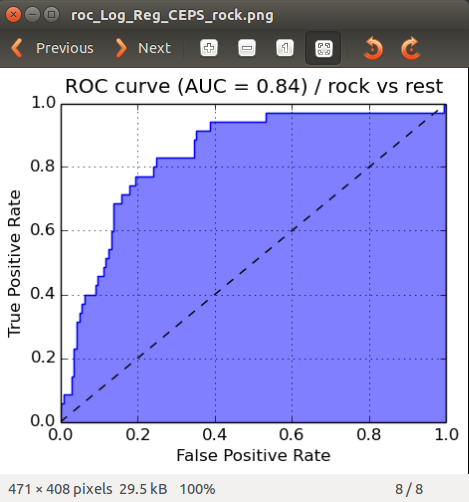 roc_Log_Reg_CEPS_rock.png
Previous Next
ROC curve (AUC = 0.84) / rock vs rest
1.0
0.8
0.6
0.4
0.2
0.0
True Positive Rate
0.0 0.2 0.4 0.6 0.8 1.0
False Positive Rate
471 × 408 pixels 29.5 kB 100% 8 / 8